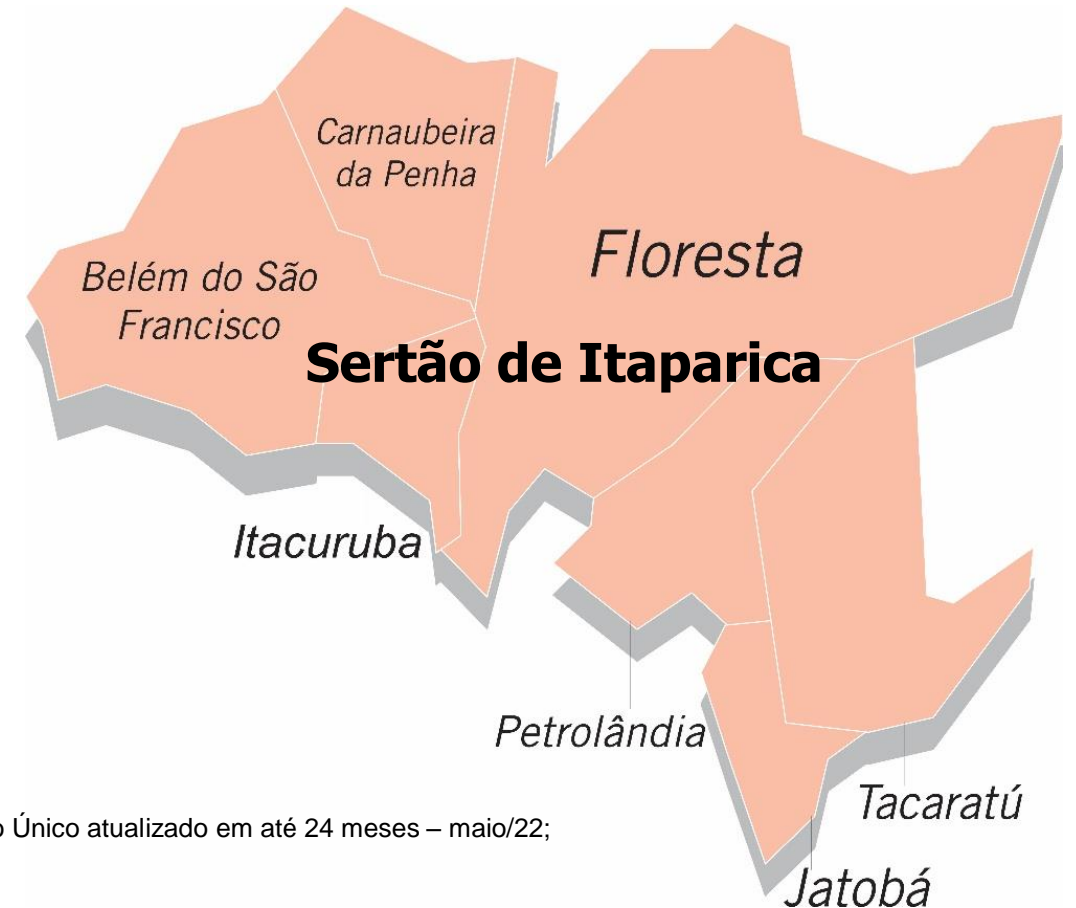 Carnaubeira
da Penha
Floresta
Belém do São
Francisco
Sertão de Itaparica
Itacuruba
Petrolândia
Tacaratú
Único atualizado em até 24 meses – maio/22;
Jatobá